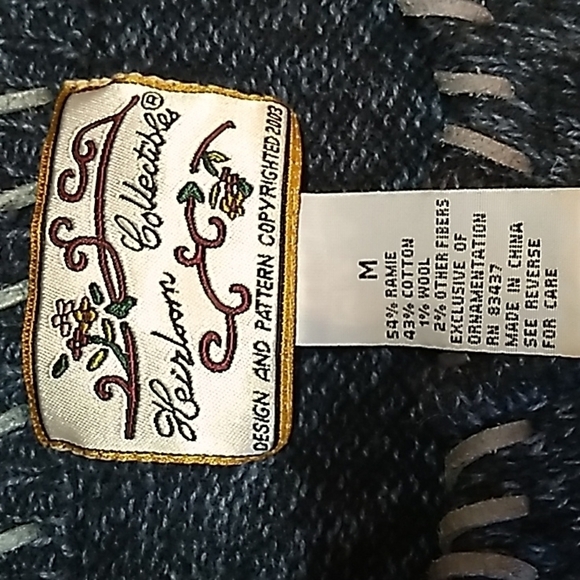 Heirloom
Collectibles®
DESIGN AND PATTERN COPYRIGHTED 2003
M
54% RAMIE
43% COTTON
1% WOOL
2% OTHER FIBERS
EXCLUSIVE OF
ORNAMENTATION
RN 83437
MADE IN CHINA
SEE REVERSE
FOR CARE